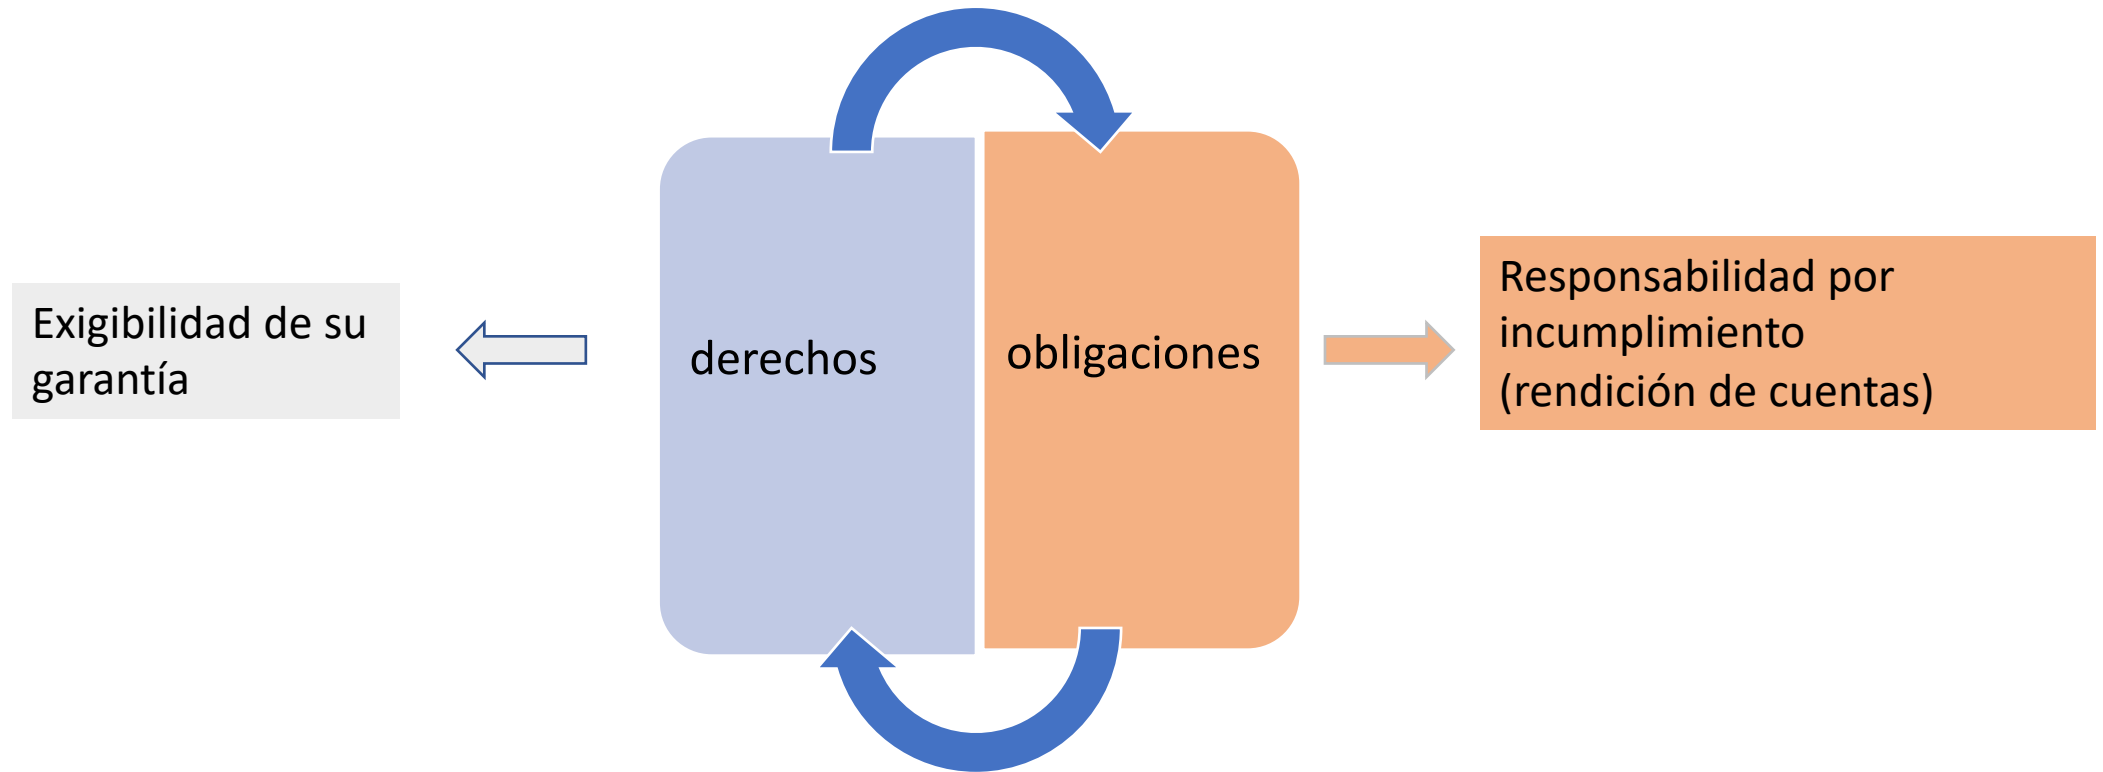 Exigibilidad de su
garantía
derechos
obligaciones
Responsabilidad por
incumplimiento
(rendición de cuentas)